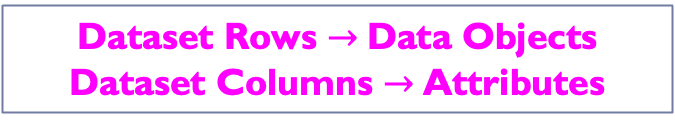 Dataset Rows → Data Objects
Dataset Columns → Attributes